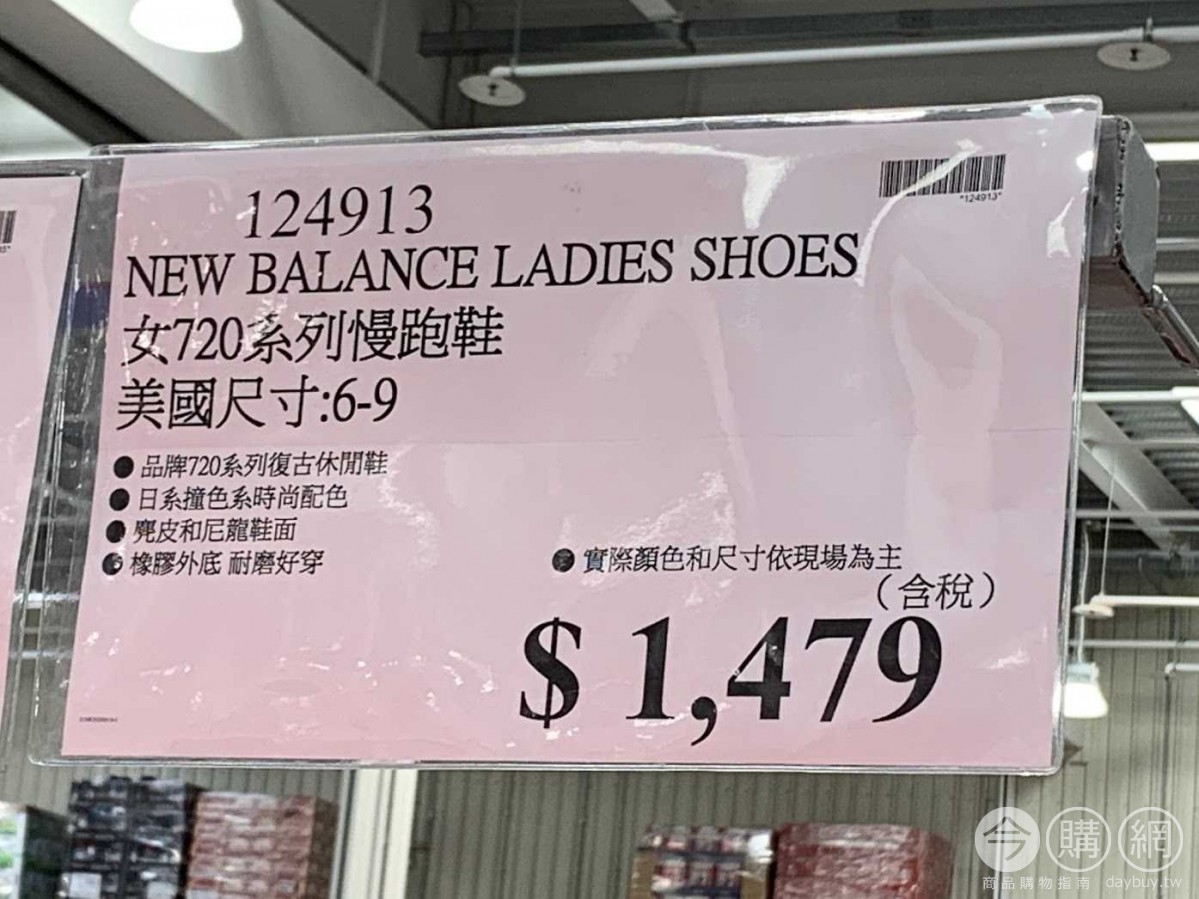 124913
"124913"
NEW BALANCE LADIES SHOES
女720系列慢跑鞋
美國尺寸:6-9
● 品牌720系列復古休閒鞋
● 日系撞色系時尚配色
● 麂皮和尼龍鞋面
● 橡膠外底 耐磨好穿
● 實際顏色和尺寸依現場為主
(含稅)
$ 1,479
今購網
商品購物指南 daybuy.tw